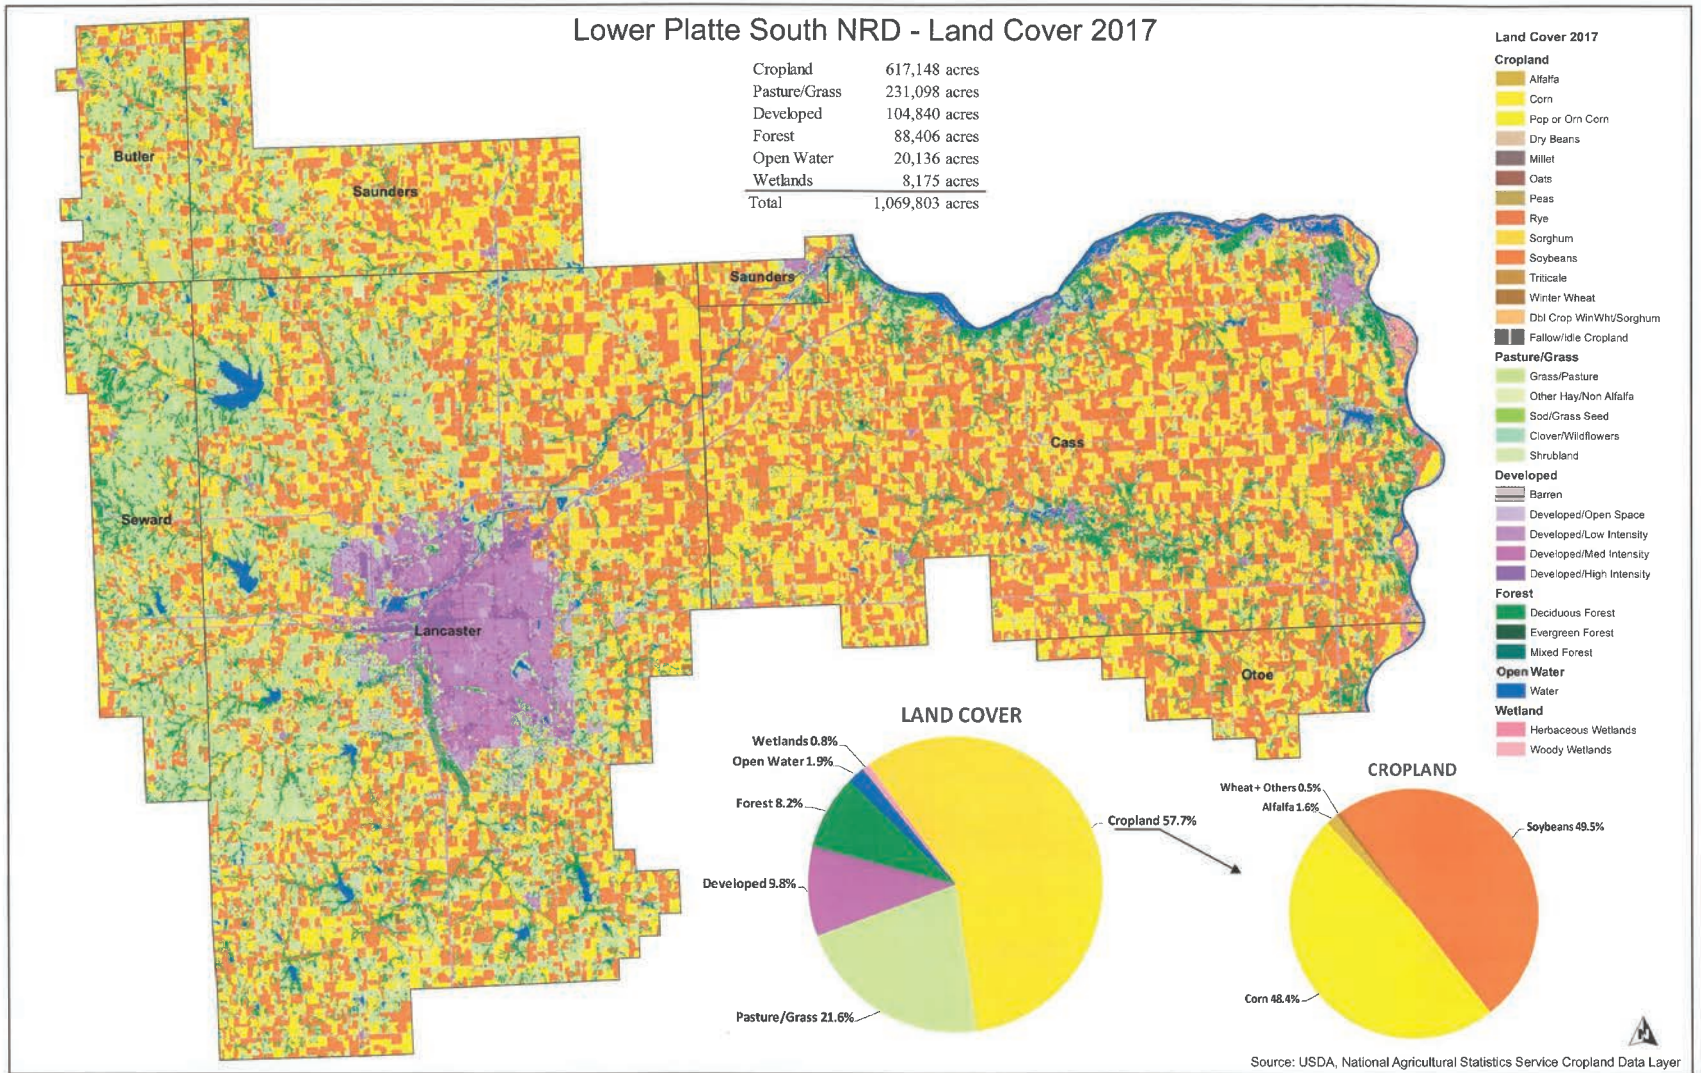 Lower Platte South NRD - Land Cover 2017
Cropland 617,148 acres
Pasture/Grass 231,098 acres
Developed 104,840 acres
Forest 88,406 acres
Open Water 20,136 acres
Wetlands 8,175 acres
Total 1,069,803 acres
Land Cover 2017
Cropland
Alfalfa
Corn
Pop or Orn Corn
Dry Beans
Millet
Oats
Peas
Rye
Sorghum
Soybeans
Triticale
Winter Wheat
Dbl Crop WinWht/Sorghum
Fallow/Idle Cropland
Pasture/Grass
Grass/Pasture
Other Hay/Non Alfalfa
Sod/Grass Seed
Clover/Wildflowers
Shrubland
Developed
Barren
Developed/Open Space
Developed/Low Intensity
Developed/Med Intensity
Developed/High Intensity
Forest
Deciduous Forest
Evergreen Forest
Mixed Forest
Open Water
Water
Wetland
Herbaceous Wetlands
Woody Wetlands
Butler
Saunders
Saunders
Cass
Seward
Lancaster
Otoe
LAND COVER
Wetlands 0.8%
Open Water 1.9%
Forest 8.2%
Developed 9.8%
Pasture/Grass 21.6%
Cropland 57.7%
CROPLAND
Wheat + Others 0.5%
Alfalfa 1.6%
Soybeans 49.5%
Corn 48.4%
N
Source: USDA, National Agricultural Statistics Service Cropland Data Layer